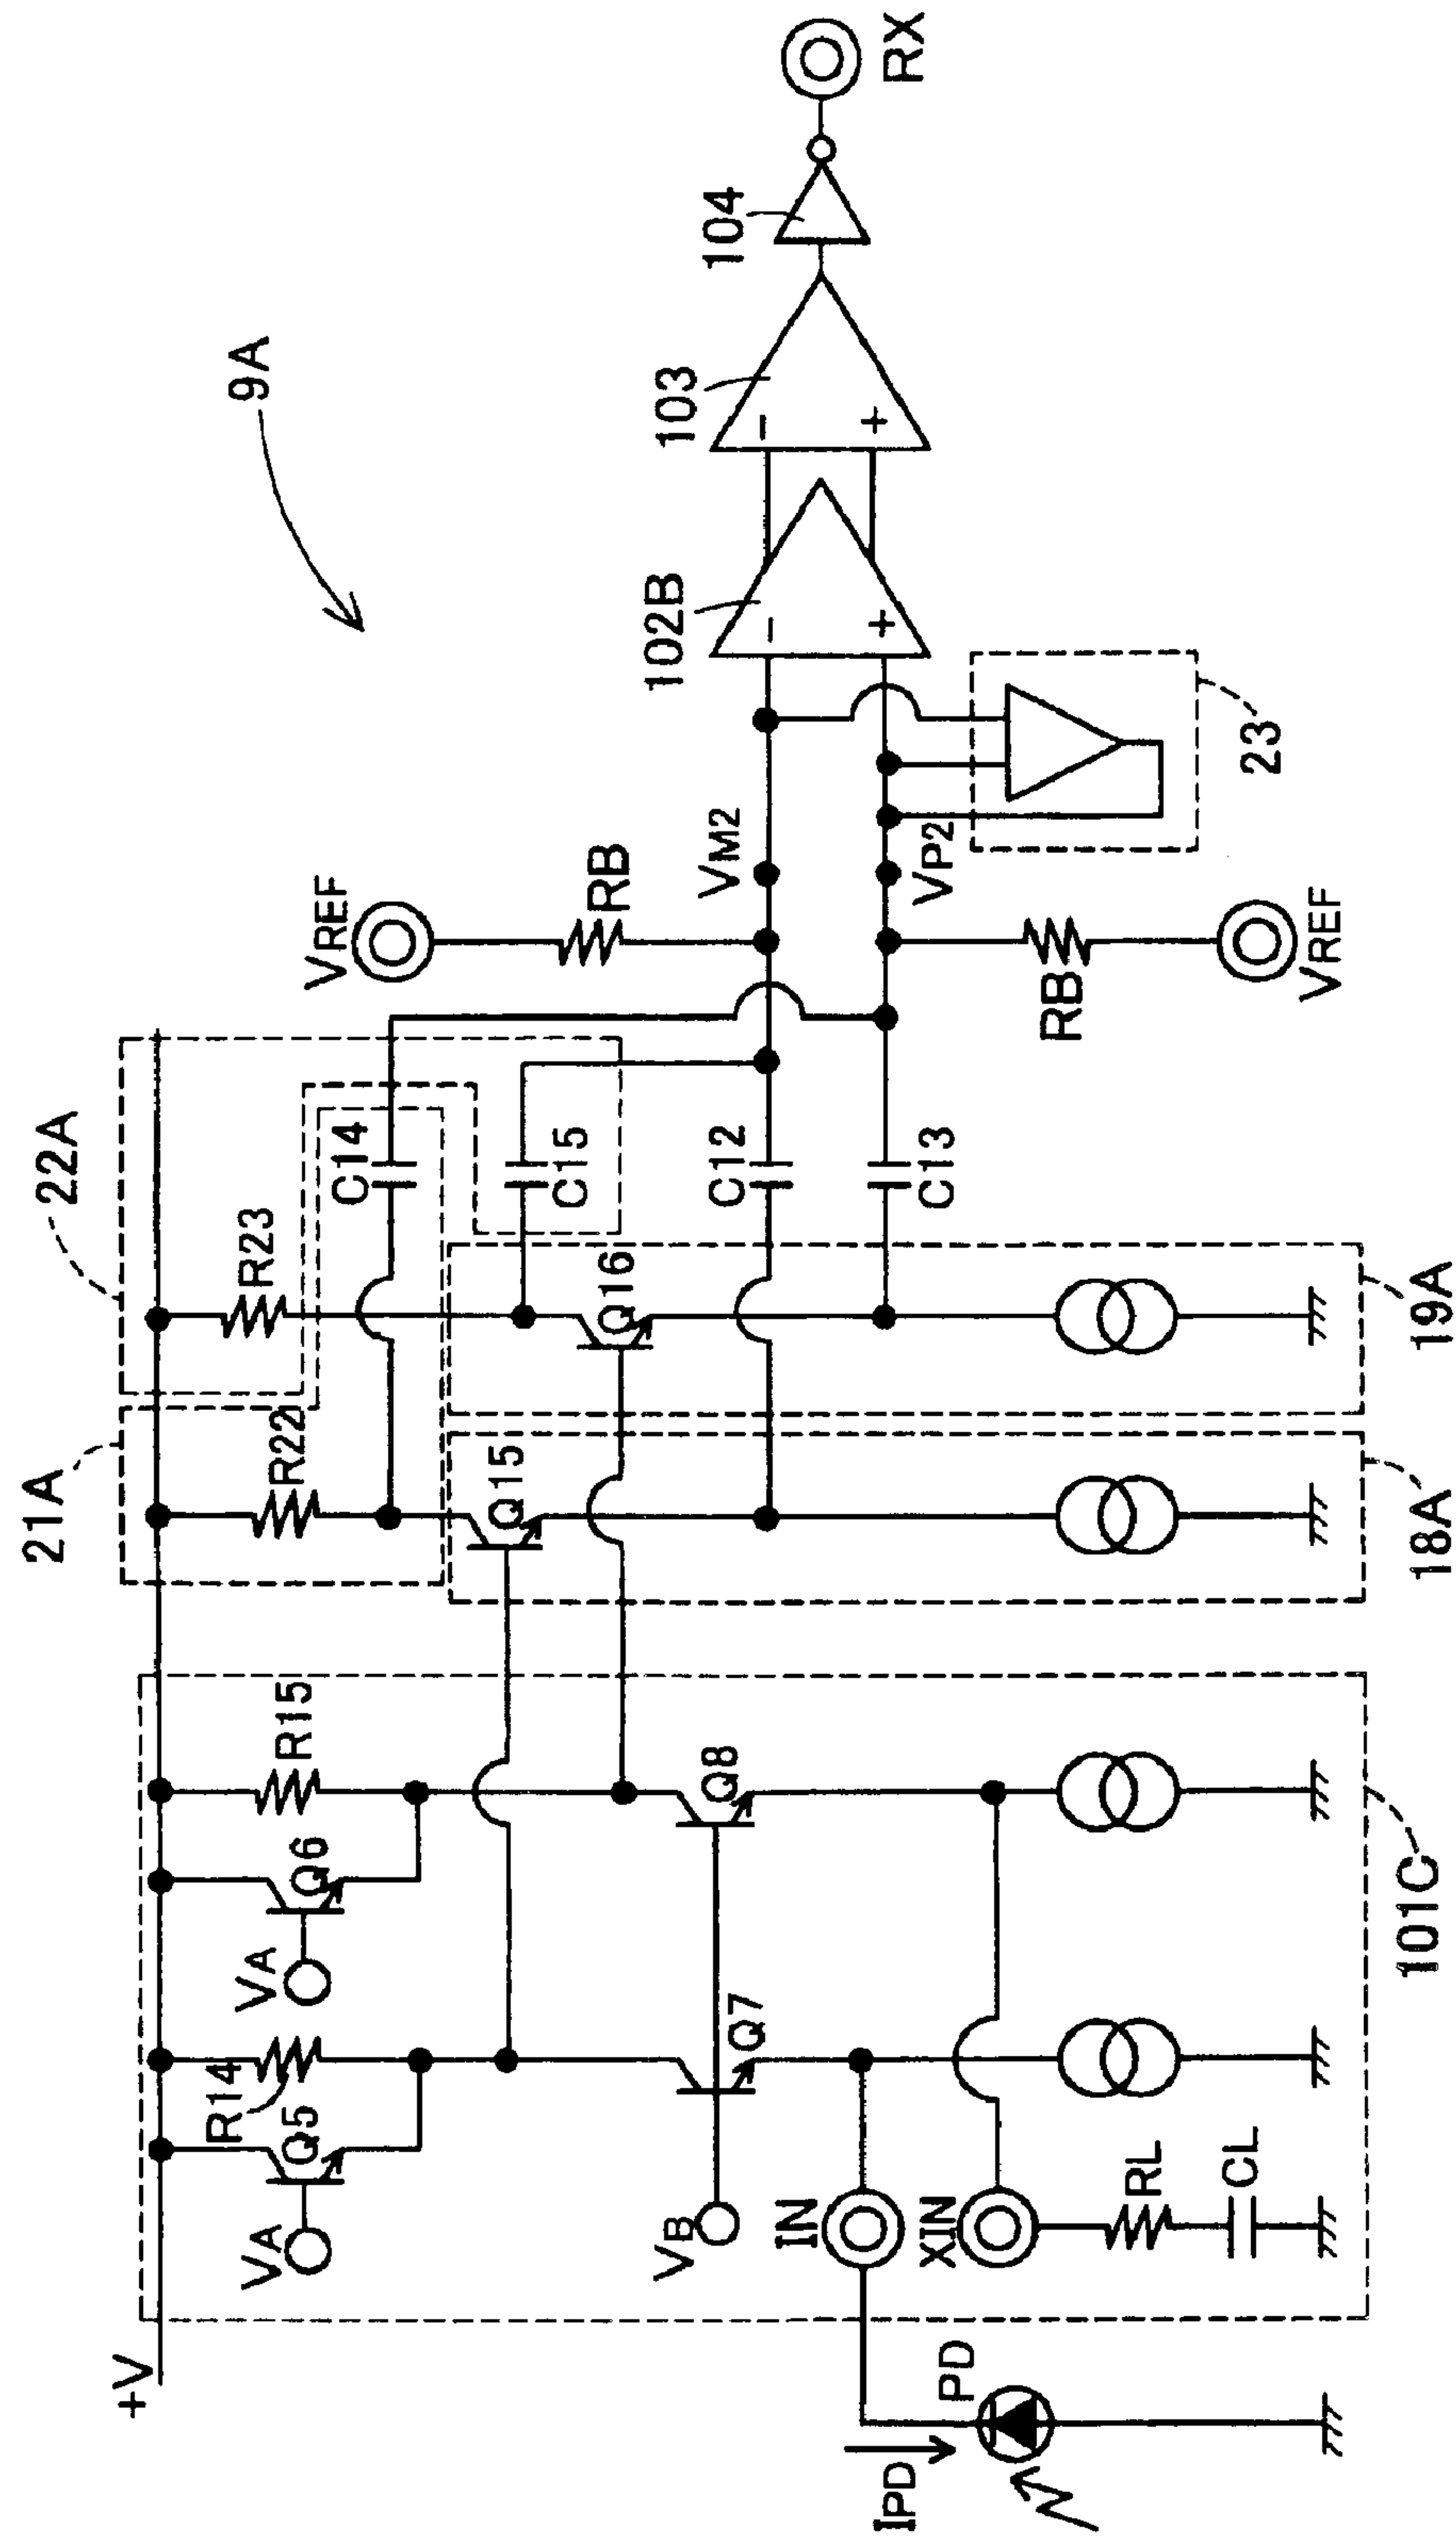 9A
21A
22A
+V
R14
Q5
VA
VA
Q6
R15
R22
R23
C14
C15
VREF
RB
Q15
Q16
C12
C13
VM2
VP2
102B
-
+
103
-
+
104
RX
RB
VREF
23
VB
Q7
Q8
IN
XIN
RL
CL
IPD
PD
101C
18A
19A